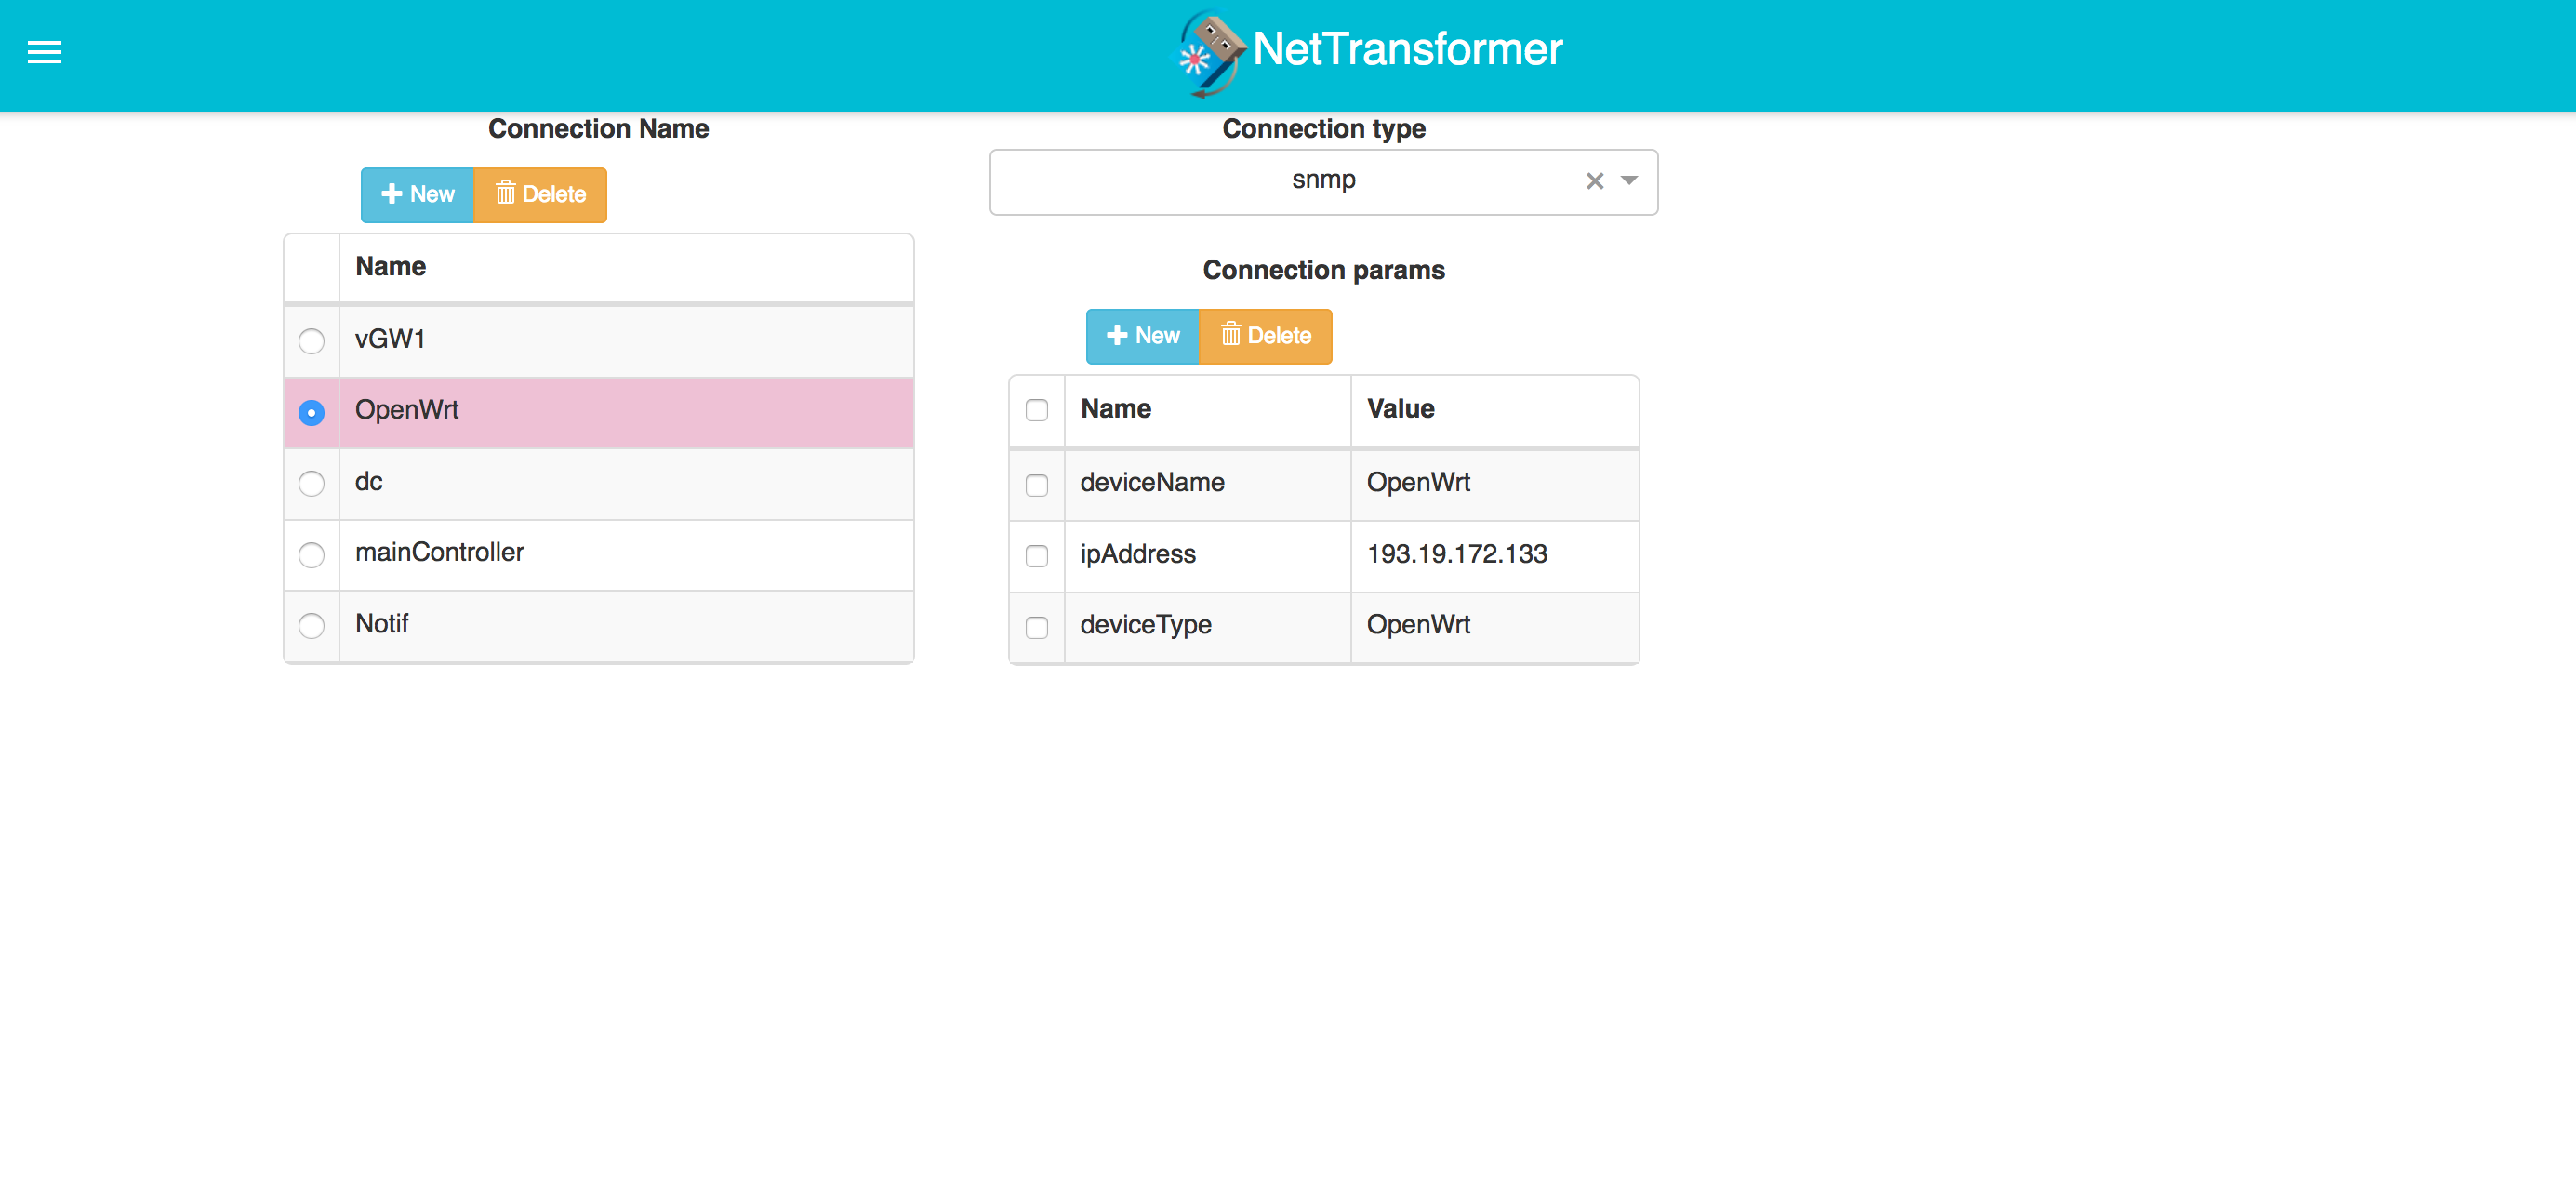 NetTransformer
Connection Name
New Delete
Name
vGW1
OpenWrt
dc
mainController
Notif
Connection type
snmp
Connection params
New Delete
Name Value
deviceName OpenWrt
ipAddress 193.19.172.133
deviceType OpenWrt